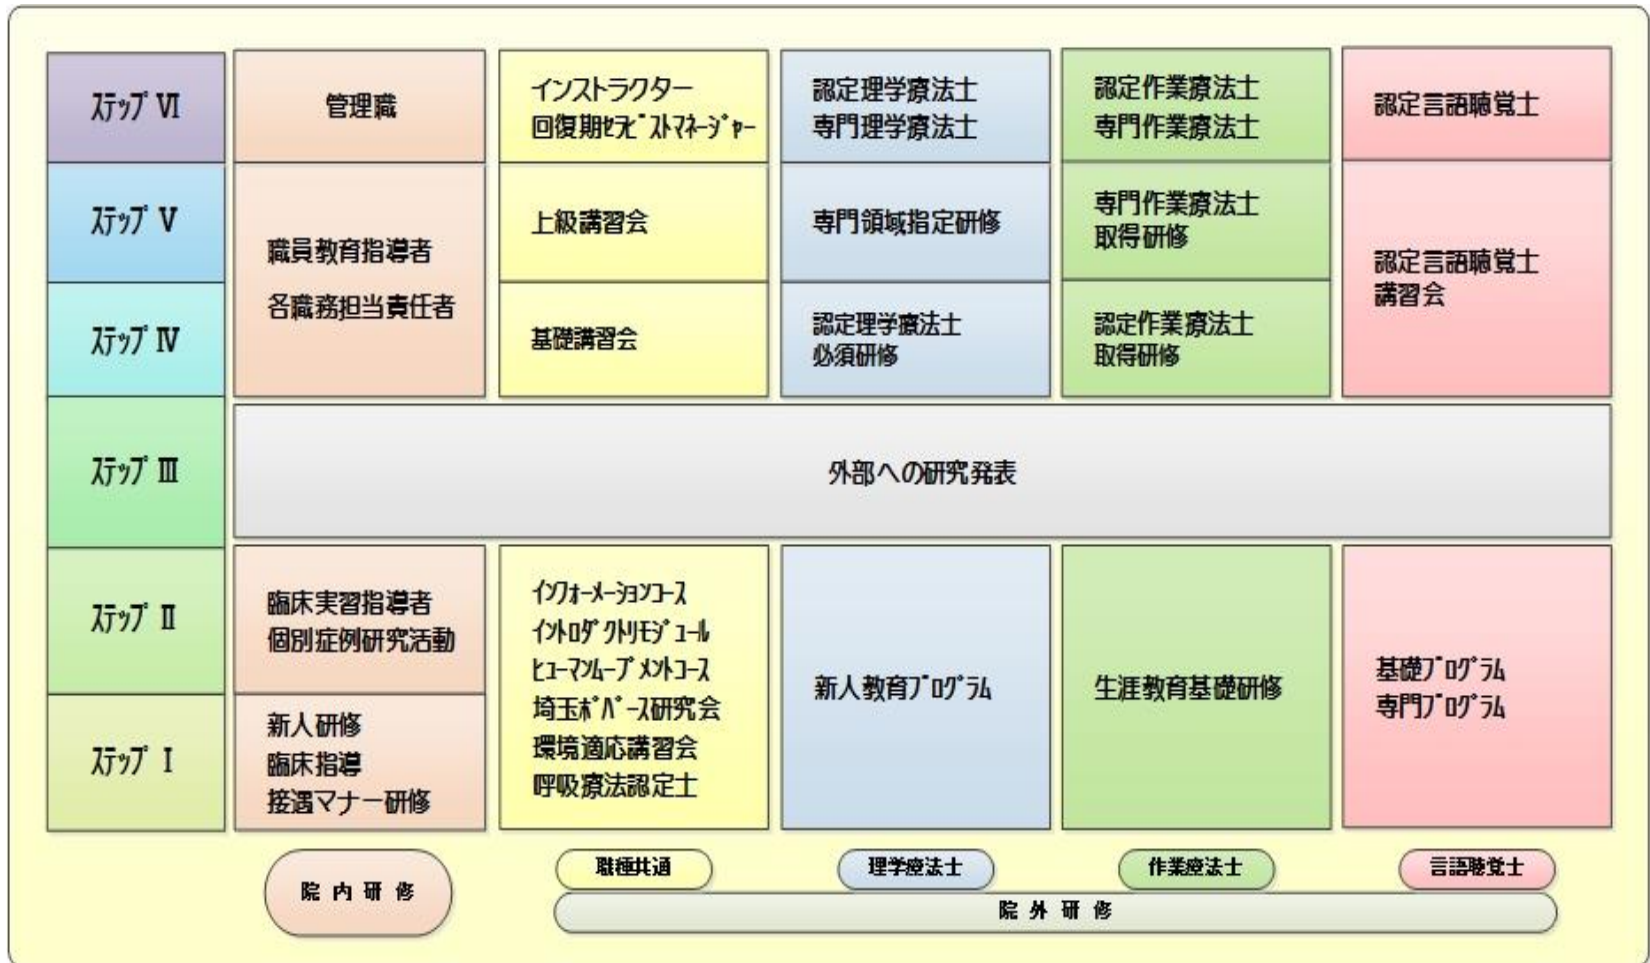 ｽﾃｯﾌﾟ Ⅵ
管理職
インストラクター
回復期ｾﾗﾋﾟｽﾄﾏﾈｰｼﾞｬｰ
認定理学療法士
専門理学療法士
認定作業療法士
専門作業療法士
認定言語聴覚士
ｽﾃｯﾌﾟ Ⅴ
職員教育指導者
各職務担当責任者
上級講習会
専門領域指定研修
専門作業療法士
取得研修
認定言語聴覚士
講習会
ｽﾃｯﾌﾟ Ⅳ
基礎講習会
認定理学療法士
必須研修
認定作業療法士
取得研修
ｽﾃｯﾌﾟ Ⅲ
外部への研究発表
ｽﾃｯﾌﾟ Ⅱ
臨床実習指導者
個別症例研究活動
ｲﾝﾌｫｰﾒｰｼｮﾝｺｰｽ
ｲﾝﾄﾛﾀﾞｸﾄﾘﾓｼﾞｭｰﾙ
ﾋｭｰﾏﾝﾑｰﾌﾞﾒﾝﾄｺｰｽ
埼玉ﾎﾞﾊﾞｰｽ研究会
環境適応講習会
呼吸療法認定士
新人教育ﾌﾟﾛｸﾞﾗﾑ
生涯教育基礎研修
基礎ﾌﾟﾛｸﾞﾗﾑ
専門ﾌﾟﾛｸﾞﾗﾑ
ｽﾃｯﾌﾟ Ⅰ
新人研修
臨床指導
接遇マナー研修
院内研修
職種共通
理学療法士
作業療法士
言語聴覚士
院外研修